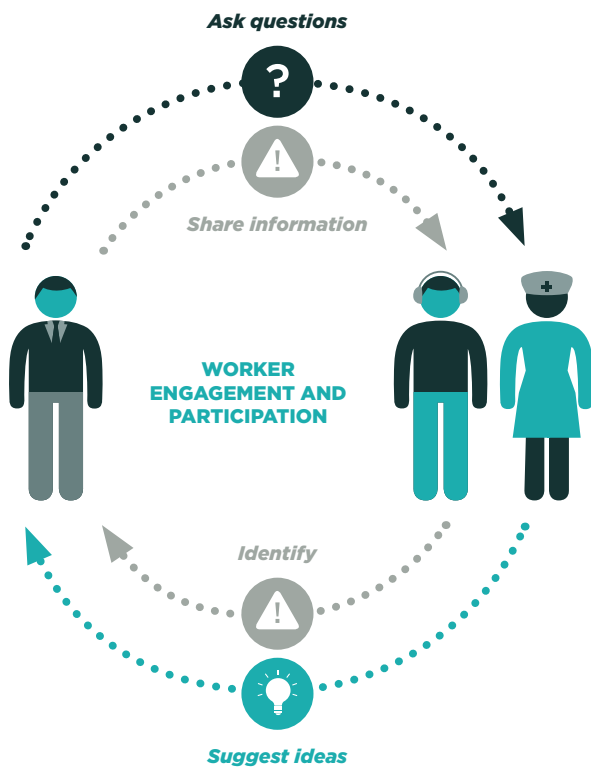 Ask questions
?
!
Share information
WORKER
ENGAGEMENT AND
PARTICIPATION
Identify
!
Suggest ideas